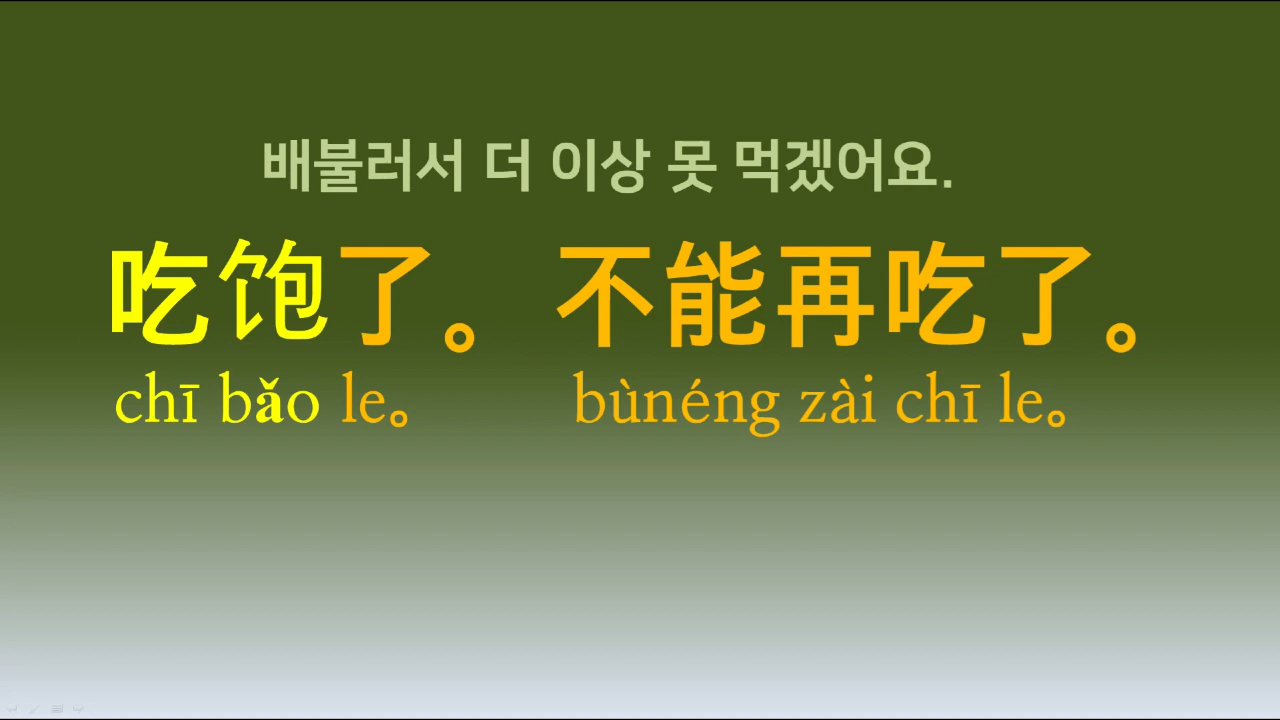 배불러서 더 이상 못 먹겠어요.
吃饱了。不能再吃了。
chī bǎo le。 bùnéng zài chī le。